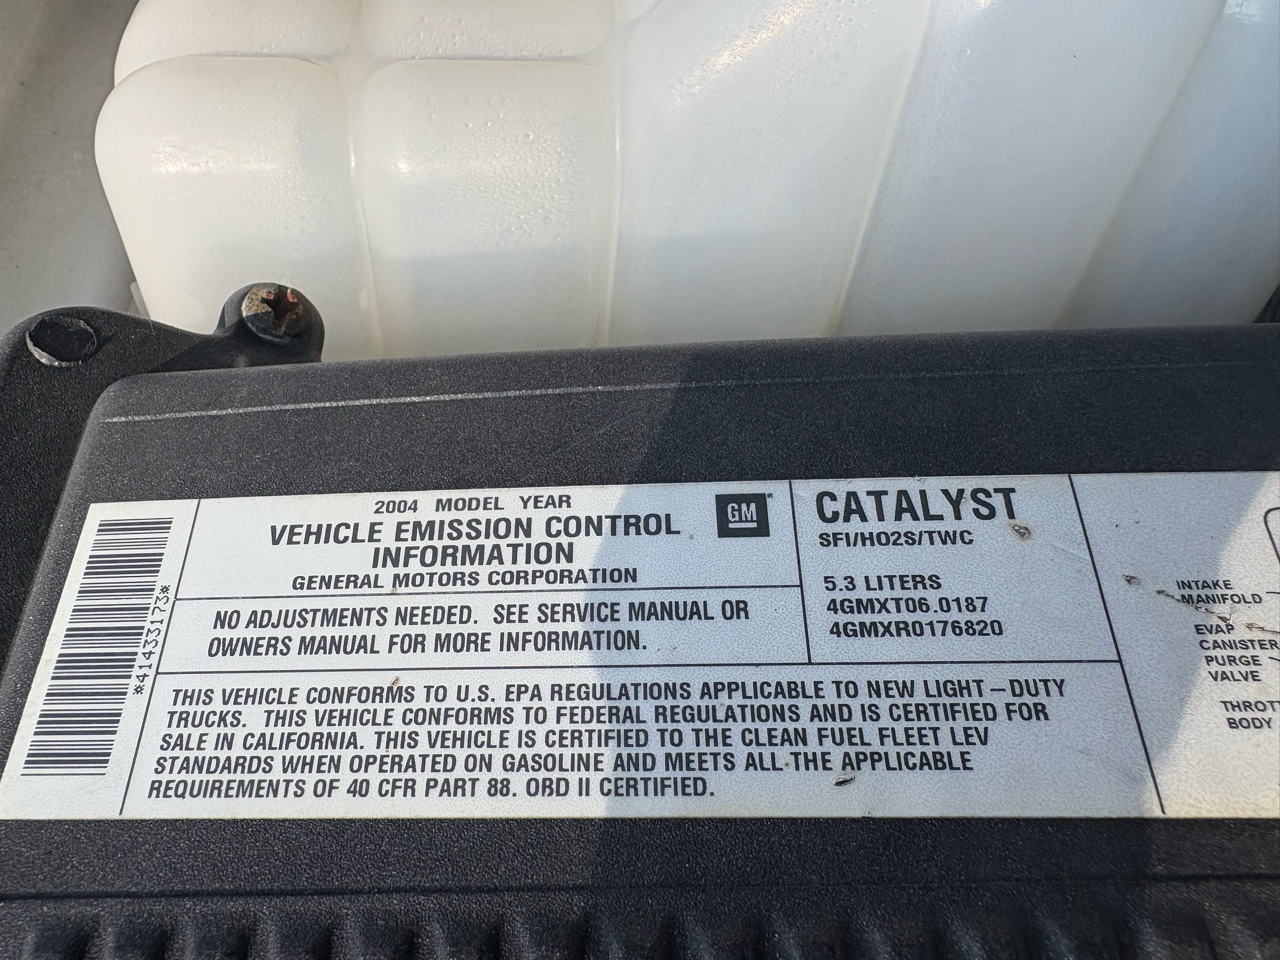 2004 MODEL YEAR
VEHICLE EMISSION CONTROL
INFORMATION
GENERAL MOTORS CORPORATION
GM
NO ADJUSTMENTS NEEDED. SEE SERVICE MANUAL OR
OWNERS MANUAL FOR MORE INFORMATION.
CATALYST
SFI/HO2S/TWC
5.3 LITERS
4GMXT06.0187
4GMXR0176820
*41433173*
THIS VEHICLE CONFORMS TO U.S. EPA REGULATIONS APPLICABLE TO NEW LIGHT-DUTY
TRUCKS. THIS VEHICLE CONFORMS TO FEDERAL REGULATIONS AND IS CERTIFIED FOR
SALE IN CALIFORNIA. THIS VEHICLE IS CERTIFIED TO THE CLEAN FUEL FLEET LEV
STANDARDS WHEN OPERATED ON GASOLINE AND MEETS ALL THE APPLICABLE
REQUIREMENTS OF 40 CFR PART 88. OBD II CERTIFIED.
INTAKE
MANIFOLD
EVAP
CANISTER
PURGE
VALVE
THROT
BODY